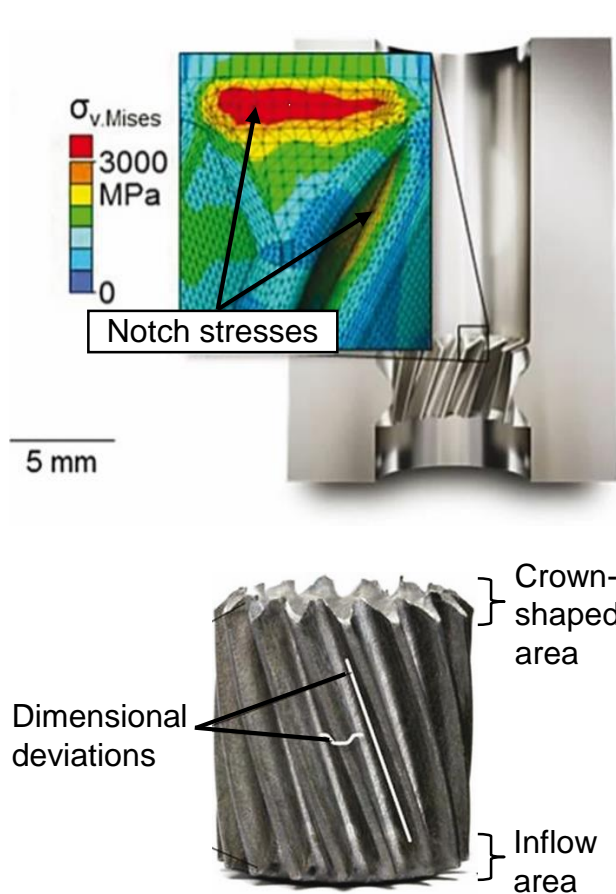 σv.Mises
3000
MPa
0
Notch stresses
5 mm
Crown-
shaped
area
Dimensional
deviations
Inflow
area